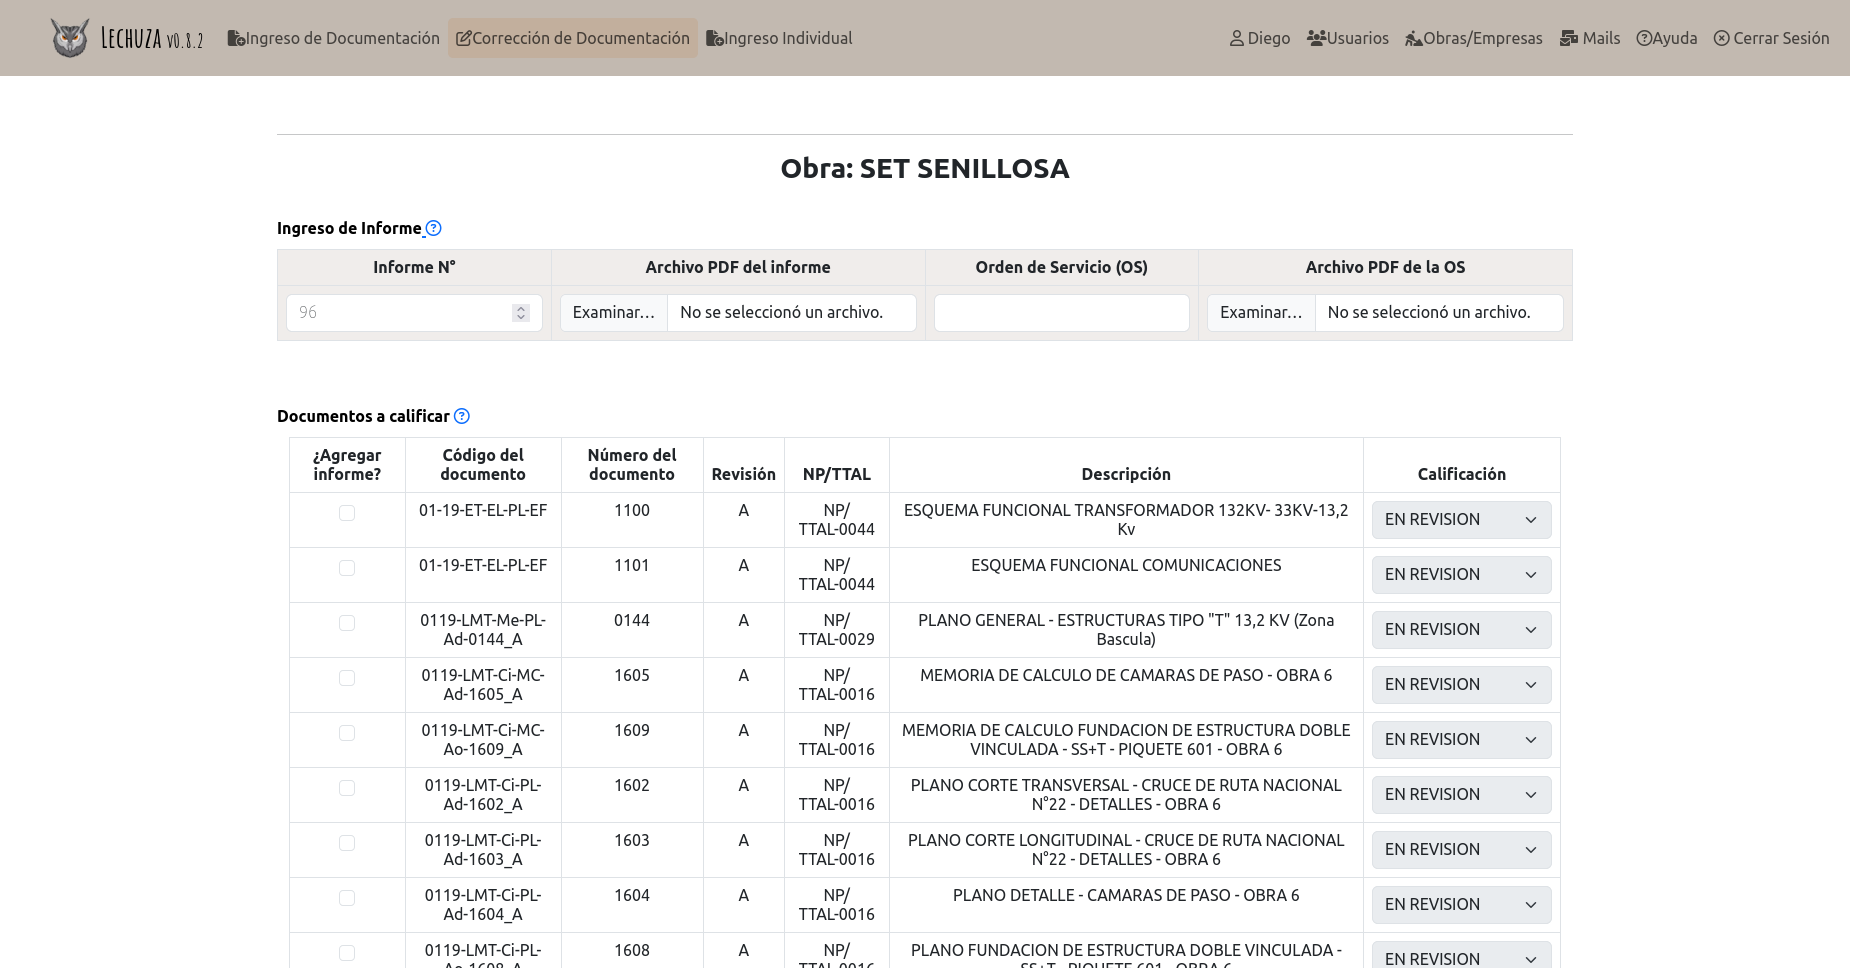 Lechuza v0.8.2 Ingreso de Documentación Corrección de Documentación Ingreso Individual Diego Usuarios Obras/Empresas Mails Ayuda Cerrar Sesión
Obra: SET SENILLOSA
Ingreso de Informe
Informe N° Archivo PDF del informe Orden de Servicio (OS) Archivo PDF de la OS
96 Examinar... No se seleccionó un archivo. Examinar... No se seleccionó un archivo.
Documentos a calificar
¿Agregar informe? Código del documento Número del documento Revisión NP/TTAL Descripción Calificación
01-19-ET-EL-PL-EF 1100 A NP/ ESQUEMA FUNCIONAL TRANSFORMADOR 132KV- 33KV-13,2 EN REVISION
TTAL-0044 Kv
01-19-ET-EL-PL-EF 1101 A NP/ ESQUEMA FUNCIONAL COMUNICACIONES EN REVISION
TTAL-0044
0119-LMT-Me-PL- 0144 A NP/ PLANO GENERAL - ESTRUCTURAS TIPO "T" 13,2 KV (Zona EN REVISION
Ad-0144_A TTAL-0029 Bascula)
0119-LMT-Ci-MC- 1605 A NP/ MEMORIA DE CALCULO DE CAMARAS DE PASO - OBRA 6 EN REVISION
Ad-1605_A TTAL-0016
0119-LMT-Ci-MC- 1609 A NP/ MEMORIA DE CALCULO FUNDACION DE ESTRUCTURA DOBLE EN REVISION
Ao-1609_A TTAL-0016 VINCULADA - SS+T - PIQUETE 601 - OBRA 6
0119-LMT-Ci-PL- 1602 A NP/ PLANO CORTE TRANSVERSAL - CRUCE DE RUTA NACIONAL EN REVISION
Ad-1602_A TTAL-0016 N°22 - DETALLES - OBRA 6
0119-LMT-Ci-PL- 1603 A NP/ PLANO CORTE LONGITUDINAL - CRUCE DE RUTA NACIONAL EN REVISION
Ad-1603_A TTAL-0016 N°22 - DETALLES - OBRA 6
0119-LMT-Ci-PL- 1604 A NP/ PLANO DETALLE - CAMARAS DE PASO - OBRA 6 EN REVISION
Ad-1604_A TTAL-0016
0119-LMT-Ci-PL- 1608 A NP/ PLANO FUNDACION DE ESTRUCTURA DOBLE VINCULADA - EN REVISION
Ao-1608_A TTAL-0016 SS+T - PIQUETE 601 - OBRA 6